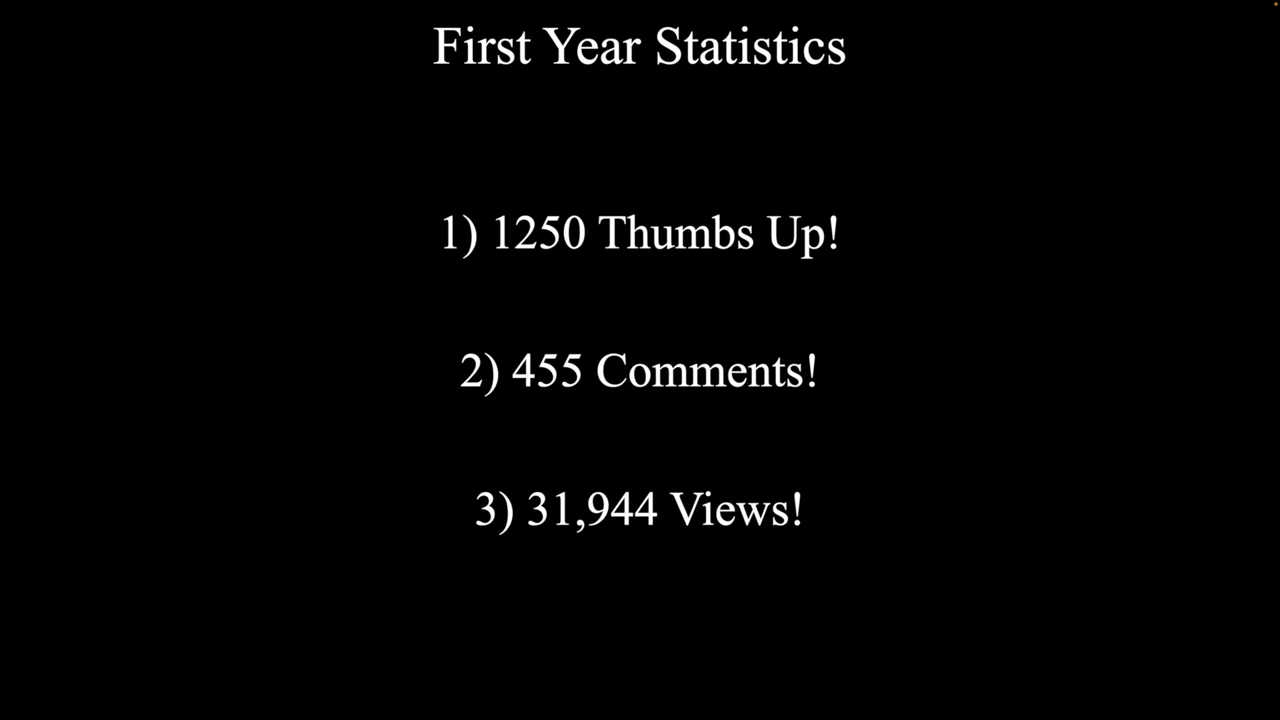 First Year Statistics
1) 1250 Thumbs Up!
2) 455 Comments!
3) 31,944 Views!